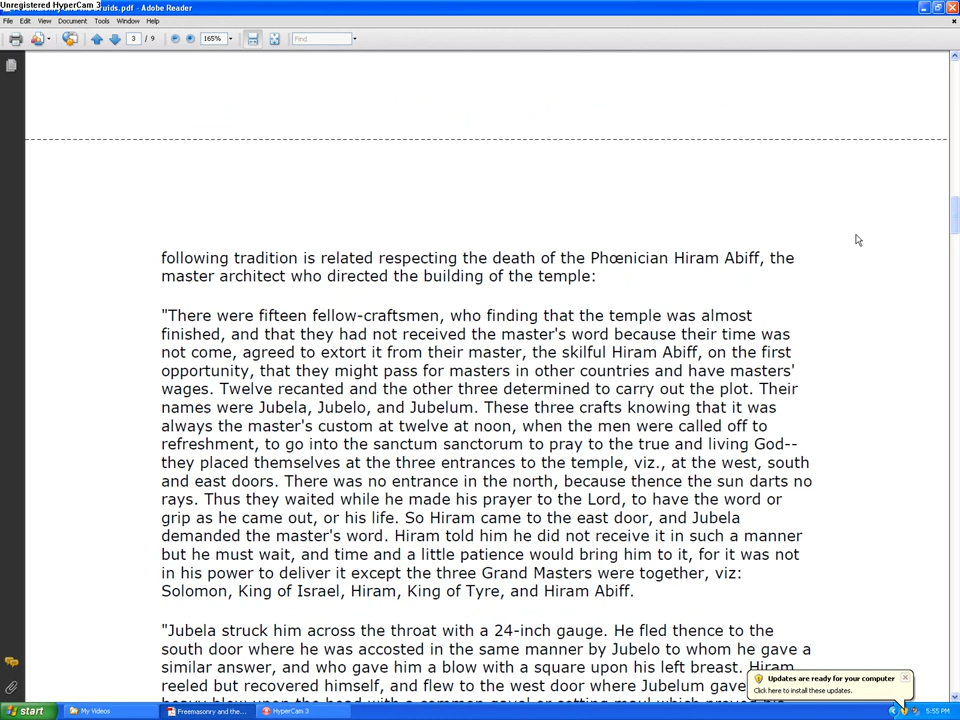 Unregistered HyperCam 3
uids.pdf - Adobe Reader
File Edit View Document Tools Window Help
3 / 9 165% Find
following tradition is related respecting the death of the Phœnician Hiram Abiff, the
master architect who directed the building of the temple:
"There were fifteen fellow-craftsmen, who finding that the temple was almost
finished, and that they had not received the master's word because their time was
not come, agreed to extort it from their master, the skilful Hiram Abiff, on the first
opportunity, that they might pass for masters in other countries and have masters'
wages. Twelve recanted and the other three determined to carry out the plot. Their
names were Jubela, Jubelo, and Jubelum. These three crafts knowing that it was
always the master's custom at twelve at noon, when the men were called off to
refreshment, to go into the sanctum sanctorum to pray to the true and living God--
they placed themselves at the three entrances to the temple, viz., at the west, south
and east doors. There was no entrance in the north, because thence the sun darts no
rays. Thus they waited while he made his prayer to the Lord, to have the word or
grip as he came out, or his life. So Hiram came to the east door, and Jubela
demanded the master's word. Hiram told him he did not receive it in such a manner
but he must wait, and time and a little patience would bring him to it, for it was not
in his power to deliver it except the three Grand Masters were together, viz:
Solomon, King of Israel, Hiram, King of Tyre, and Hiram Abiff.
"Jubela struck him across the throat with a 24-inch gauge. He fled thence to the
south door where he was accosted in the same manner by Jubelo to whom he gave a
similar answer, and who gave him a blow with a square upon his left breast. Hiram
reeled but recovered himself, and flew to the west door where Jubelum gave
Updates are ready for your computer
Click here to install these updates.
start My Videos Freemasonry and the... HyperCam 3 5:55 PM